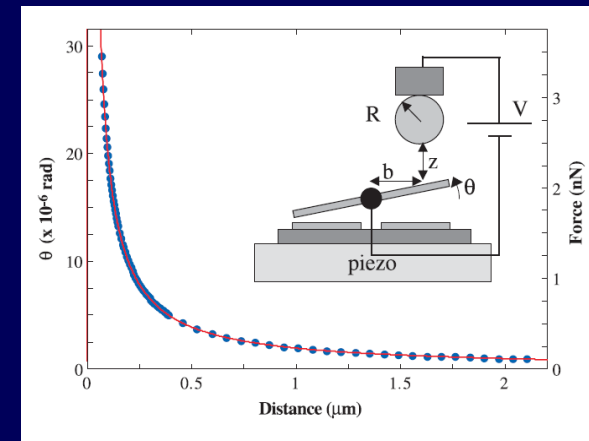 30
20
10
0
θ (x 10⁻⁶ rad)
3
2
1
0
Force (nN)
0
0.5
1
1.5
2
Distance (μm)
R
V
z
b
θ
piezo